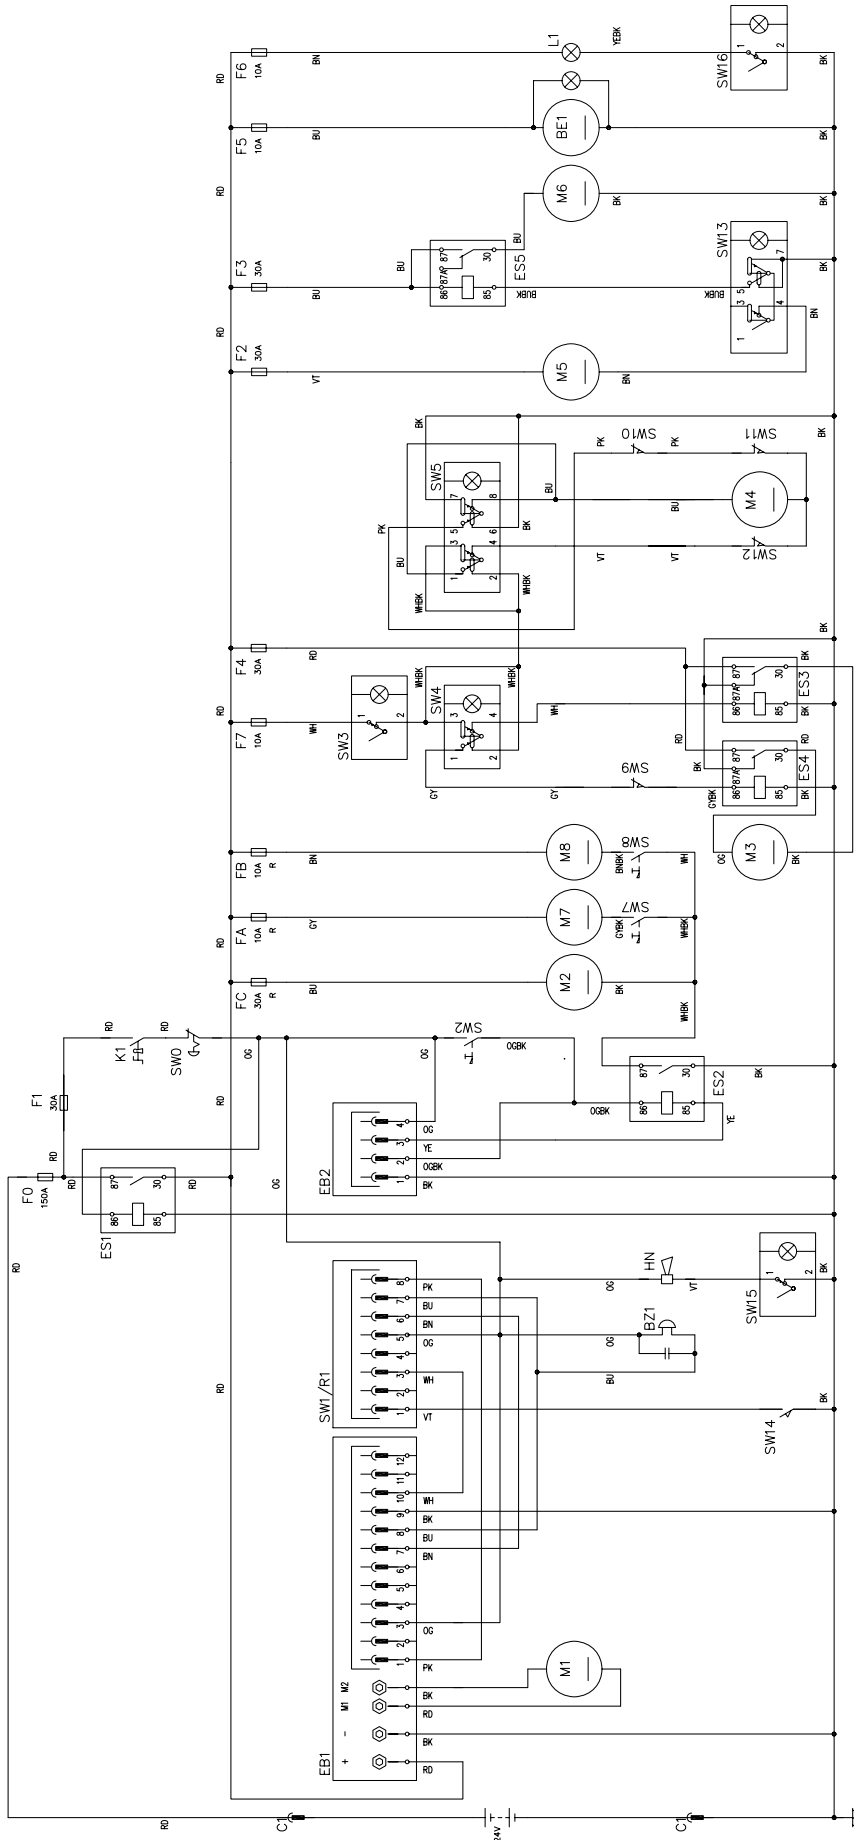 RD
F6
10A
BN
L1
YEBK
SW16
1
2
BK
F5
10A
BU
BE1
BK
RD
M6
BK
BU
F3
30A
BU
BU
87
87A
86
30
85
ES5
BUBK
BUBK
SW13
1
3
5
4
7
BK
BN
RD
F2
30A
VT
M5
BN
BK
SW5
PK
BU
WHBK
1
3
5
7
2
4
6
8
WHBK
BK
BU
PK
SW10
PK
SW11
BU
M4
VT
VT
SW12
BK
F4
30A
RD
RD
F7
10A
WH
SW3
1
2
WHBK
SW4
1
3
2
4
WHBK
WH
GY
GY
SW9
GYBK
BK
RD
87
87A
86
30
85
ES3
BK
BK
BK
87
87A
86
30
85
ES4
RD
BK
OG
M3
BK
FB
10A
R
BN
M8
BNBK
SW8
WH
RD
FA
10A
R
GY
M7
GYBK
SW7
WHBK
FC
30A
R
BU
M2
BK
WHBK
RD
K1
RD
SW0
OG
OG
SW2
OGBK
F1
30A
RD
RD
F0
150A
RD
RD
87
86
30
85
ES1
RD
OG
EB2
1
2
3
4
OG
YE
OGBK
BK
OGBK
87
86
30
85
ES2
BK
YE
SW1/R1
1
2
3
4
5
6
7
8
PK
BU
BN
OG
WH
VT
OG
HN
VT
SW15
1
2
BK
OG
BZ1
BU
SW14
BK
RD
EB1
+
-
M1
M2
1
2
3
4
5
6
7
8
9
10
11
12
WH
BK
BU
BN
OG
PK
BK
RD
BK
RD
M1
RD
C1
24V
C1